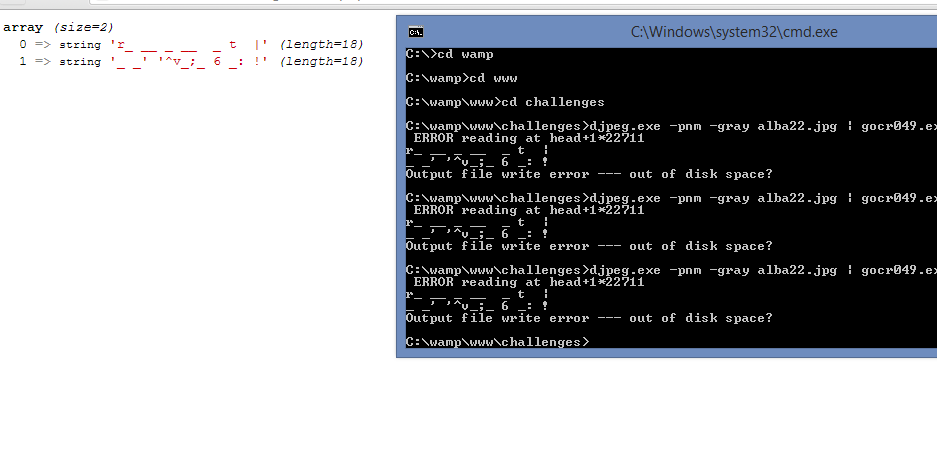 array (size=2)
0 => string 'r_ __ _ __  _ t  |' (length=18)
1 => string '_ _' '^v_;_ 6 _: !' (length=18)
C:\Windows\system32\cmd.exe
C:\>cd wamp
C:\wamp>cd www
C:\wamp\www>cd challenges
C:\wamp\www\challenges>djpeg.exe -pnm -gray alba22.jpg | gocr049.ex
ERROR reading at head+1*22711
r_ __ _ __  _ t  |
_ _' '^v_;_ 6 _: !
Output file write error --- out of disk space?
C:\wamp\www\challenges>djpeg.exe -pnm -gray alba22.jpg | gocr049.ex
ERROR reading at head+1*22711
r_ __ _ __  _ t  |
_ _' '^v_;_ 6 _: !
Output file write error --- out of disk space?
C:\wamp\www\challenges>djpeg.exe -pnm -gray alba22.jpg | gocr049.ex
ERROR reading at head+1*22711
r_ __ _ __  _ t  |
_ _' '^v_;_ 6 _: !
Output file write error --- out of disk space?
C:\wamp\www\challenges>